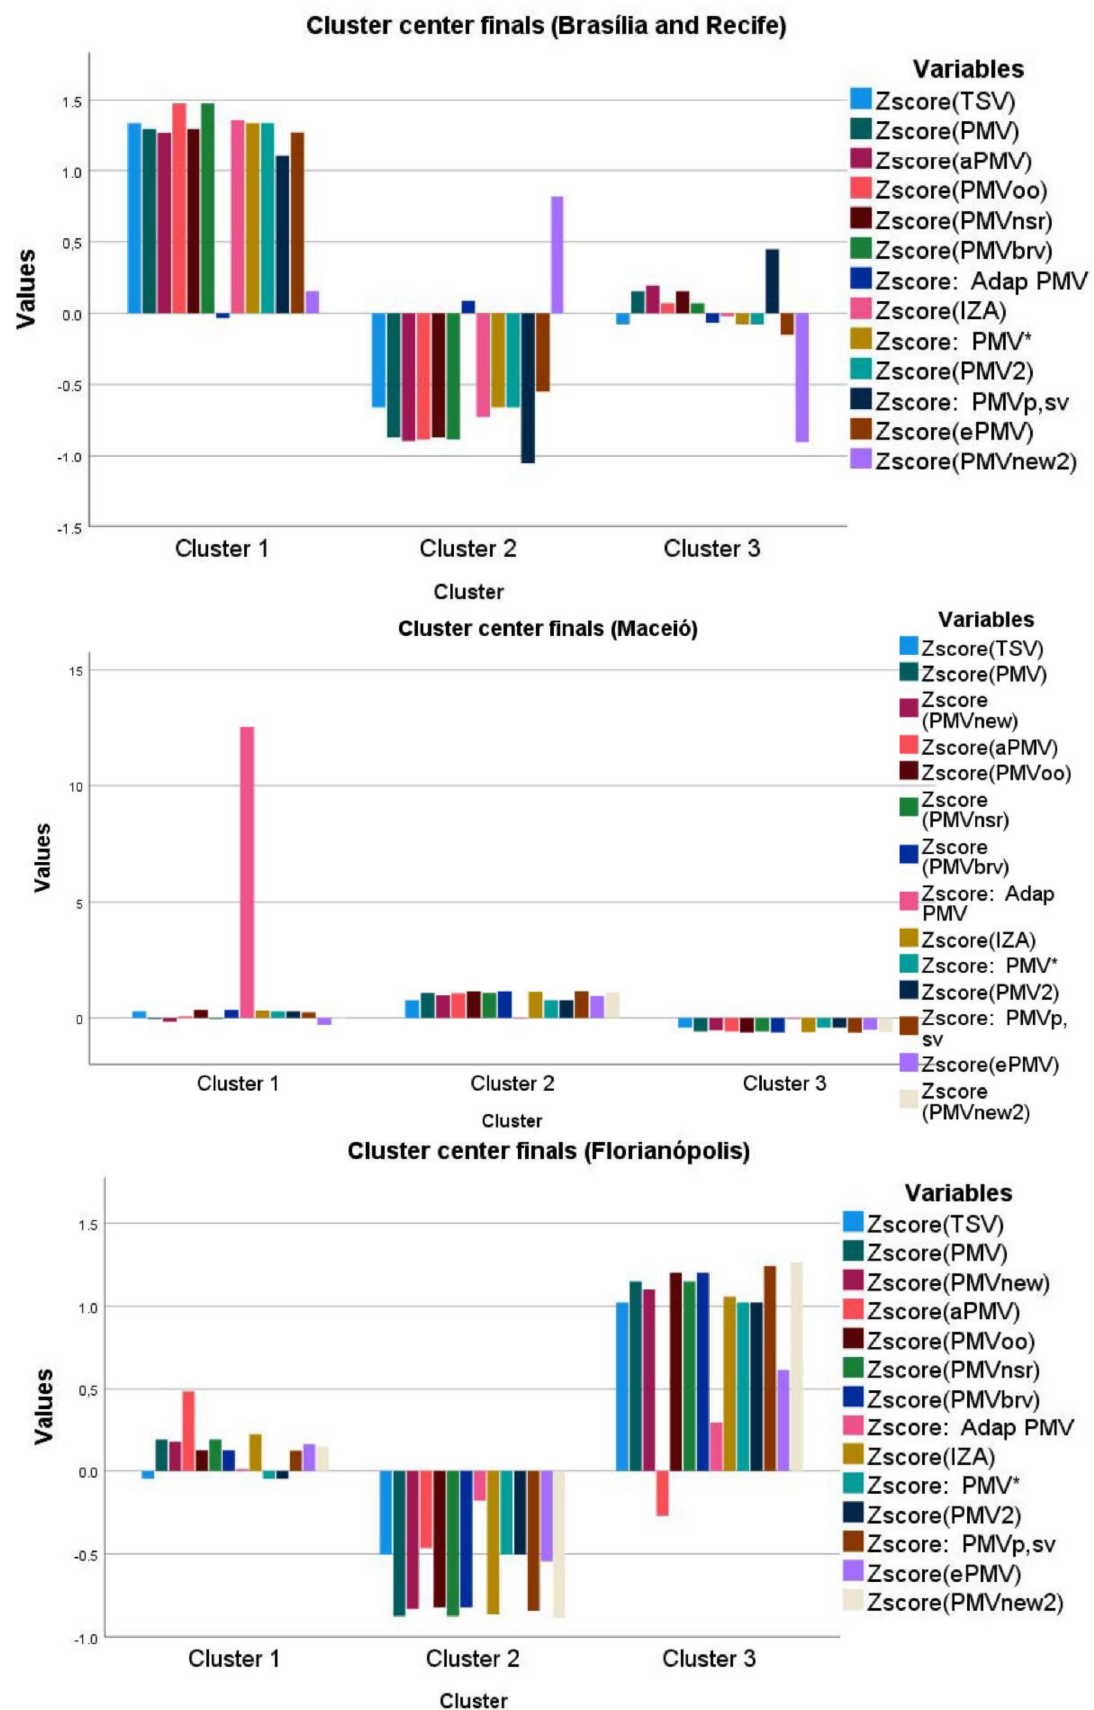 Cluster center finals (Brasília and Recife)
Variables
Zscore(TSV)
Zscore(PMV)
Zscore(aPMV)
Zscore(PMVoo)
Zscore(PMVnsr)
Zscore(PMVbrv)
Zscore: Adap PMV
Zscore(IZA)
Zscore: PMV*
Zscore(PMV2)
Zscore: PMVp,sv
Zscore(ePMV)
Zscore(PMVnew2)
Values
1.5
1.0
0.5
0.0
-0.5
-1.0
-1.5
Cluster 1
Cluster 2
Cluster 3
Cluster
Cluster center finals (Maceió)
Variables
Zscore(TSV)
Zscore(PMV)
Zscore
(PMVnew)
Zscore(aPMV)
Zscore(PMVoo)
Zscore
(PMVnsr)
Zscore
(PMVbrv)
Zscore: Adap
PMV
Zscore(IZA)
Zscore: PMV*
Zscore(PMV2)
Zscore: PMVp,
sv
Zscore(ePMV)
Zscore
(PMVnew2)
Values
15
10
5
0
Cluster 1
Cluster 2
Cluster 3
Cluster
Cluster center finals (Florianópolis)
Variables
Zscore(TSV)
Zscore(PMV)
Zscore(PMVnew)
Zscore(aPMV)
Zscore(PMVoo)
Zscore(PMVnsr)
Zscore(PMVbrv)
Zscore: Adap PMV
Zscore(IZA)
Zscore: PMV*
Zscore(PMV2)
Zscore: PMVp,sv
Zscore(ePMV)
Zscore(PMVnew2)
Values
1.5
1.0
0.5
0.0
-0.5
-1.0
Cluster 1
Cluster 2
Cluster 3
Cluster